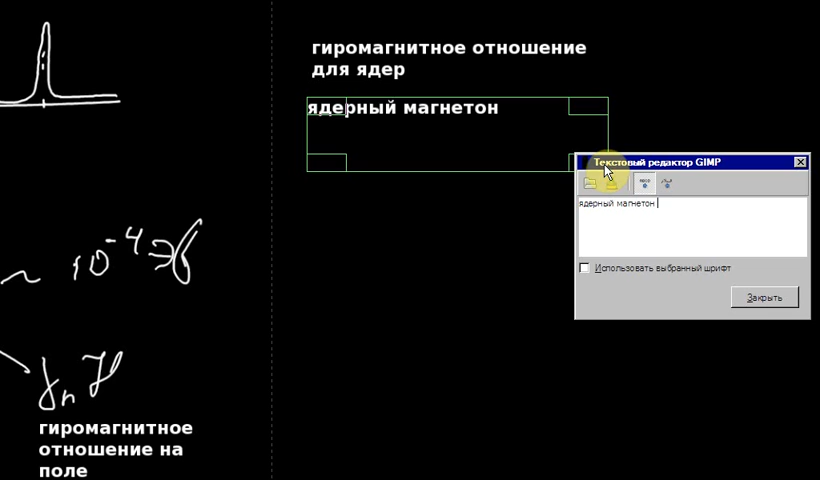 гиромагнитное отношение
для ядер
ядерный магнетон
Текстовый редактор GIMP
ядерный магнетон
Использовать выбранный шрифт
Закрыть
~ 10⁻⁴ эВ
γₙ H
гиромагнитное
отношение на
поле